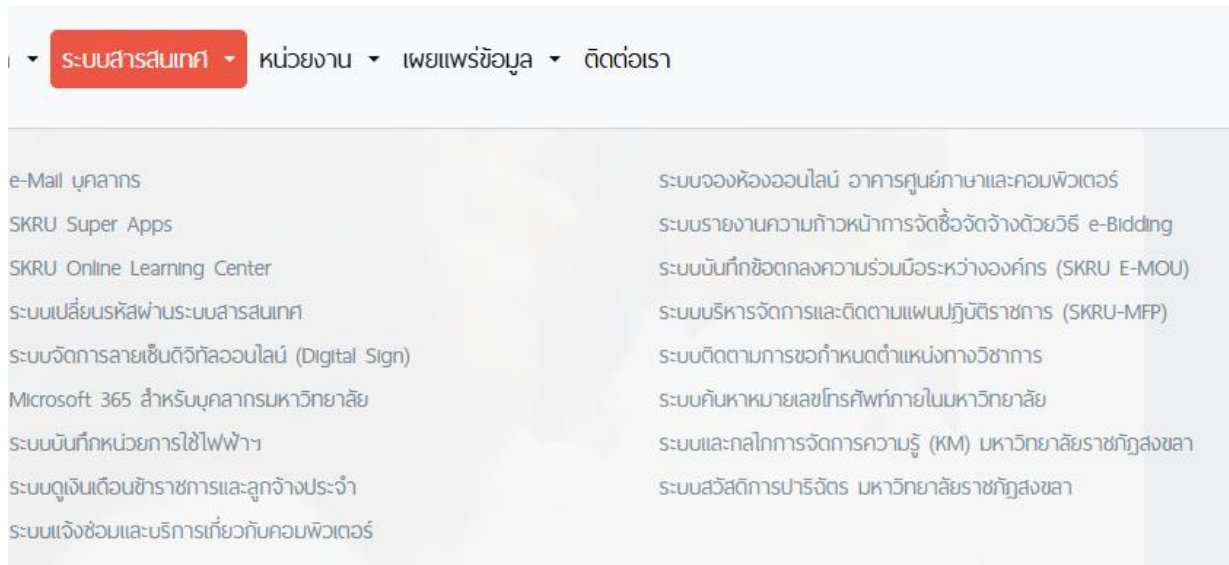 ระบบสารสนเทศ หน่วยงาน เผยแพร่ข้อมูล ติดต่อเรา
e-Mail บุคลากร
SKRU Super Apps
SKRU Online Learning Center
ระบบเปลี่ยนรหัสผ่านระบบสารสนเทศ
ระบบจัดการลายเซ็นดิจิทัลออนไลน์ (Digital Sign)
Microsoft 365 สำหรับบุคลากรมหาวิทยาลัย
ระบบบันทึกหน่วยการใช้ไฟฟ้าฯ
ระบบดูเงินเดือนข้าราชการและลูกจ้างประจำ
ระบบแจ้งซ่อมและบริการเกี่ยวกับคอมพิวเตอร์
ระบบจองห้องออนไลน์ อาคารศูนย์ภาษาและคอมพิวเตอร์
ระบบรายงานความก้าวหน้าการจัดซื้อจัดจ้างด้วยวิธี e-Bidding
ระบบบันทึกข้อตกลงความร่วมมือระหว่างองค์กร (SKRU E-MOU)
ระบบบริหารจัดการและติดตามแผนปฏิบัติราชการ (SKRU-MFP)
ระบบติดตามการขอกำหนดตำแหน่งทางวิชาการ
ระบบค้นหาหมายเลขโทรศัพท์ภายในมหาวิทยาลัย
ระบบและกลไกการจัดการความรู้ (KM) มหาวิทยาลัยราชภัฏสงขลา
ระบบสวัสดิการปาริฉัตร มหาวิทยาลัยราชภัฏสงขลา